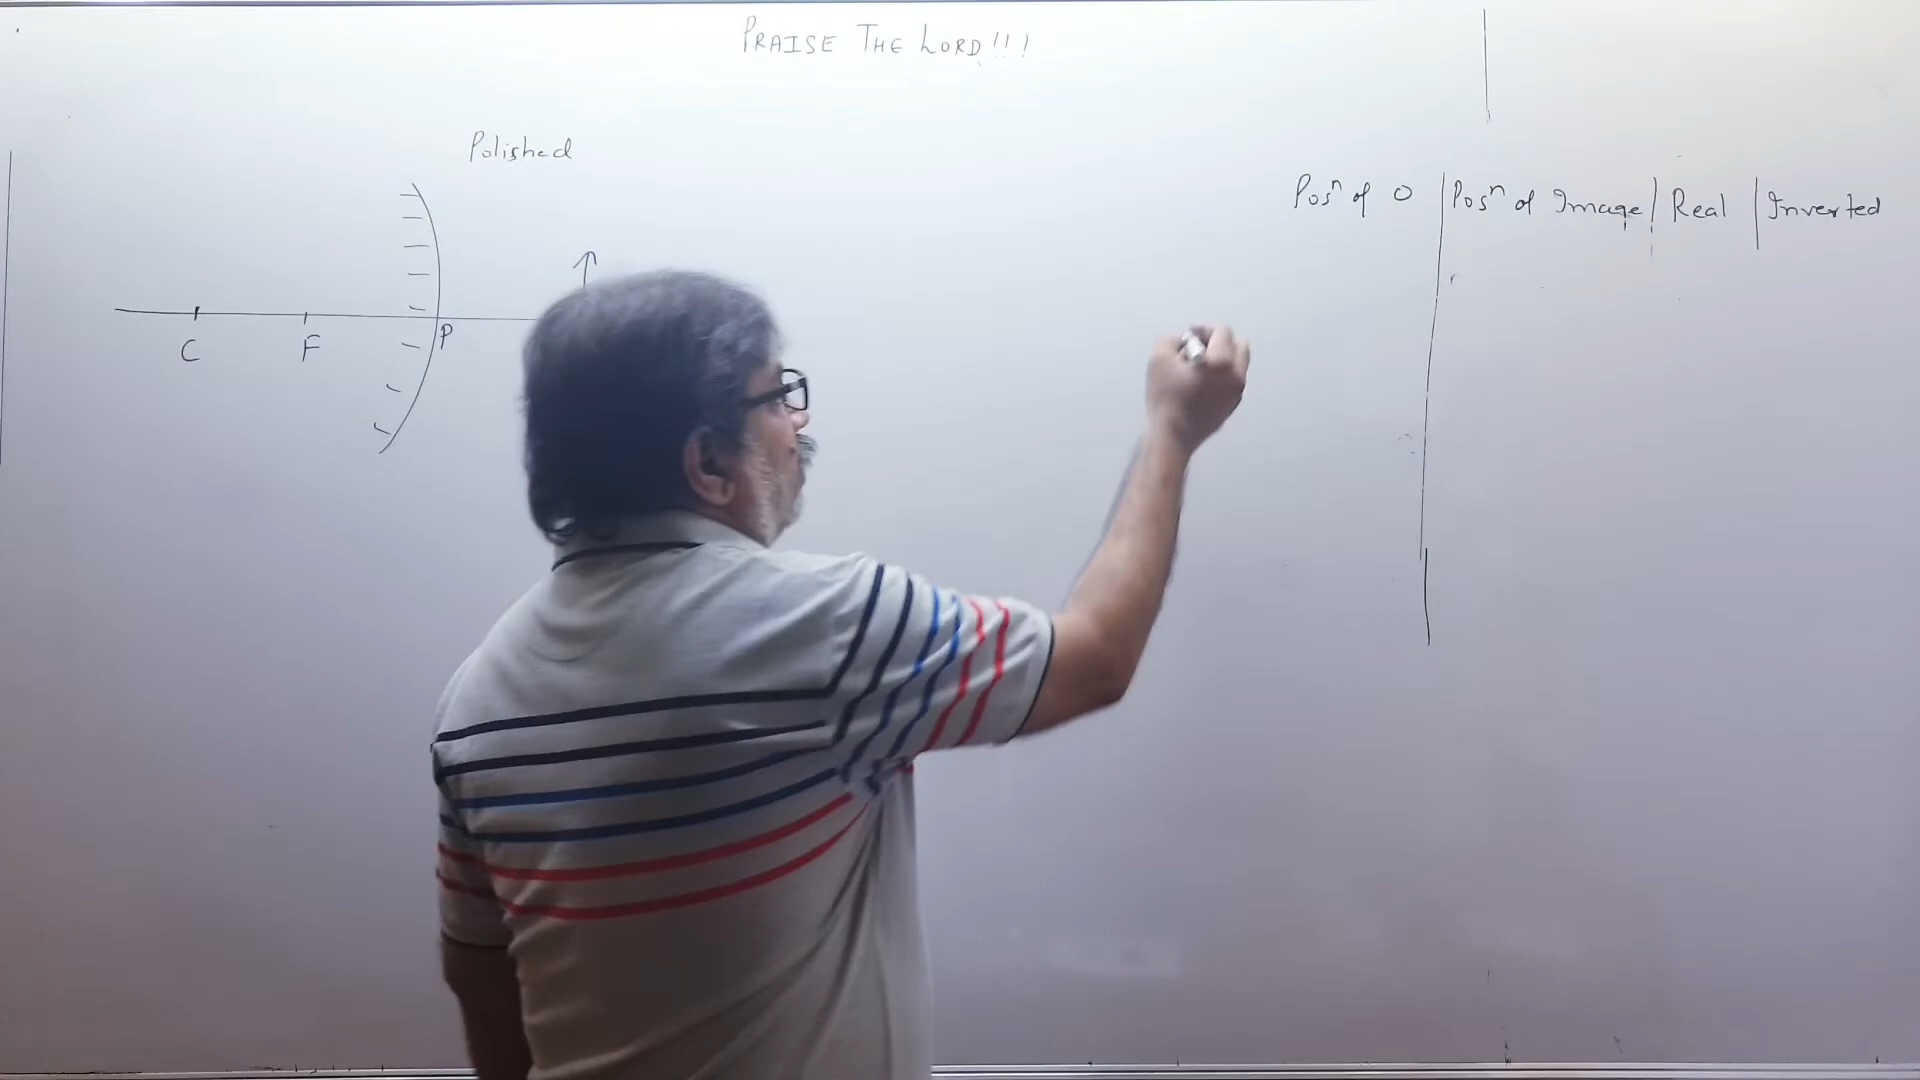 PRAISE THE LORD!!!
Polished
Posⁿ of O | Posⁿ of Image | Real | Inverted
C F P